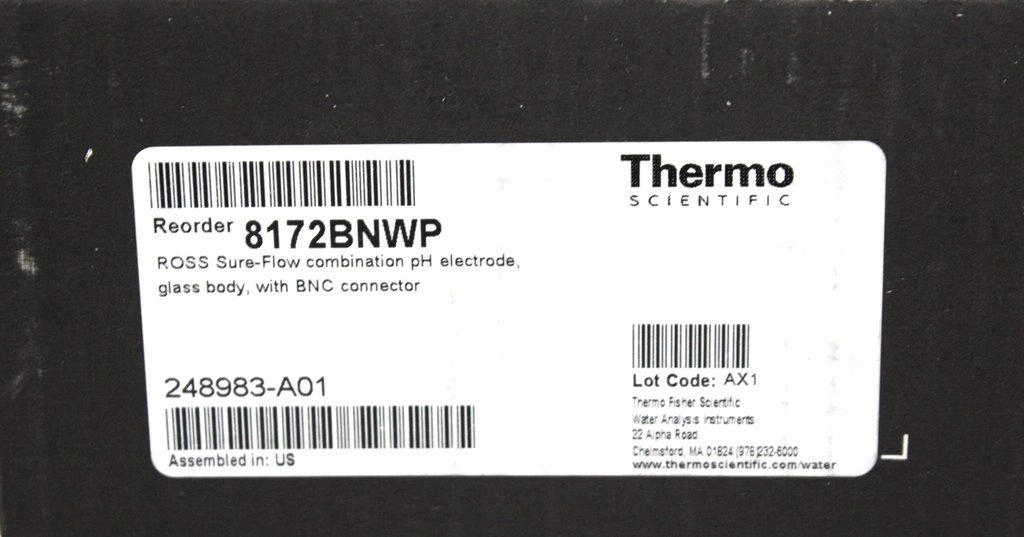 Thermo
SCIENTIFIC
Reorder 8172BNWP
ROSS Sure-Flow combination pH electrode,
glass body, with BNC connector
248983-A01
Assembled in: US
Lot Code: AX1
Thermo Fisher Scientific
Water Analysis Instruments
22 Alpha Road
Chelmsford, MA 01824 (978)232-6000
www.thermoscientific.com/water